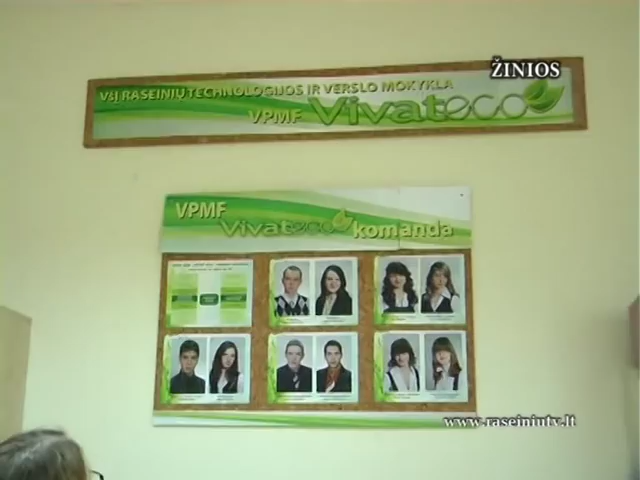 ŽINIOS
VšĮ RASEINIŲ TECHNOLOGIJOS IR VERSLO MOKYKLA
VPMF Vivateco
VPMF
Vivateco komanda
www.raseiniutv.lt